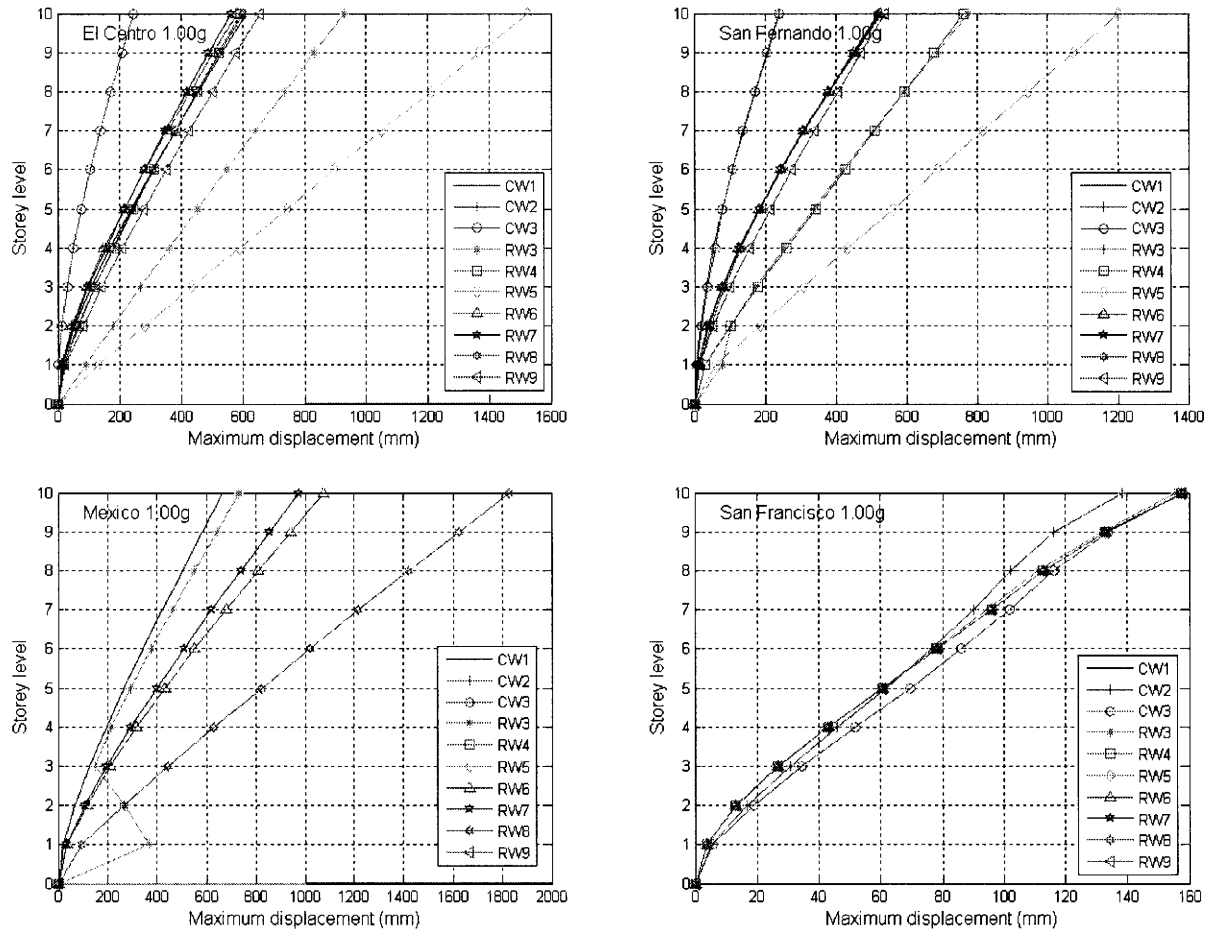 El Centro 1.00g
10
9
8
7
6
5
4
3
2
1
0
Storey level
CW1
CW2
CW3
RW3
RW4
RW5
RW6
RW7
RW8
RW9
0 200 400 600 800 1000 1200 1400 1600
Maximum displacement (mm)
San Fernando 1.00g
10
9
8
7
6
5
4
3
2
1
0
Storey level
CW1
CW2
CW3
RW3
RW4
RW5
RW6
RW7
RW8
RW9
0 200 400 600 800 1000 1200 1400
Maximum displacement (mm)
Mexico 1.00g
10
9
8
7
6
5
4
3
2
1
0
Storey level
CW1
CW2
CW3
RW3
RW4
RW5
RW6
RW7
RW8
RW9
0 200 400 600 800 1000 1200 1400 1600 1800 2000
Maximum displacement (mm)
San Francisco 1.00g
10
9
8
7
6
5
4
3
2
1
0
Storey level
CW1
CW2
CW3
RW3
RW4
RW5
RW6
RW7
RW8
RW9
0 20 40 60 80 100 120 140 160
Maximum displacement (mm)